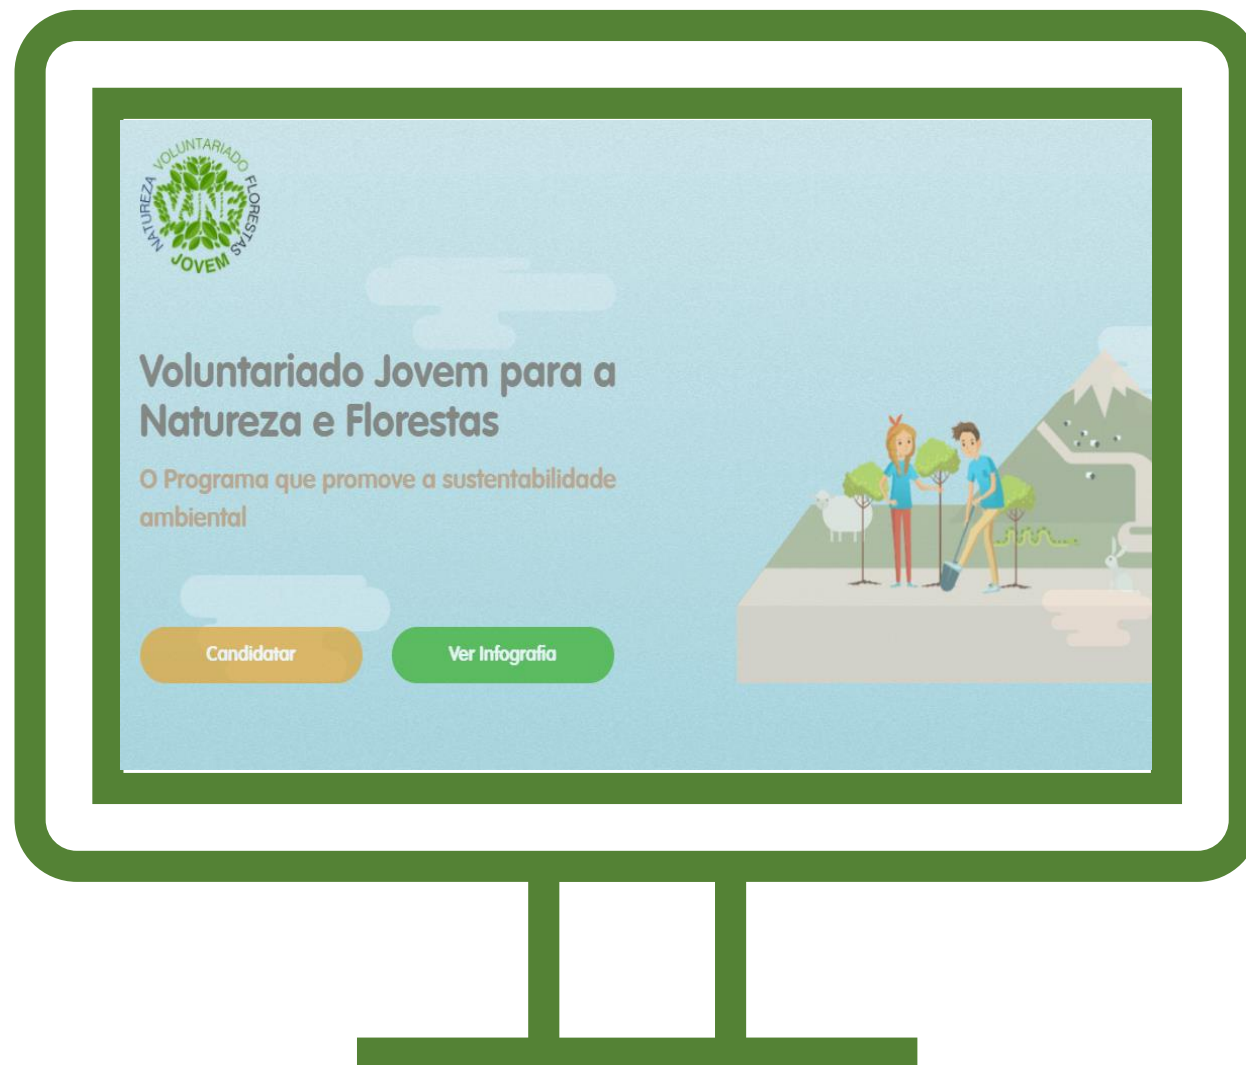 NATUREZA VOLUNTARIADO FLORESTAS
VJNF
JOVEM
Voluntariado Jovem para a
Natureza e Florestas
O Programa que promove a sustentabilidade
ambiental
Candidatar
Ver Infografia